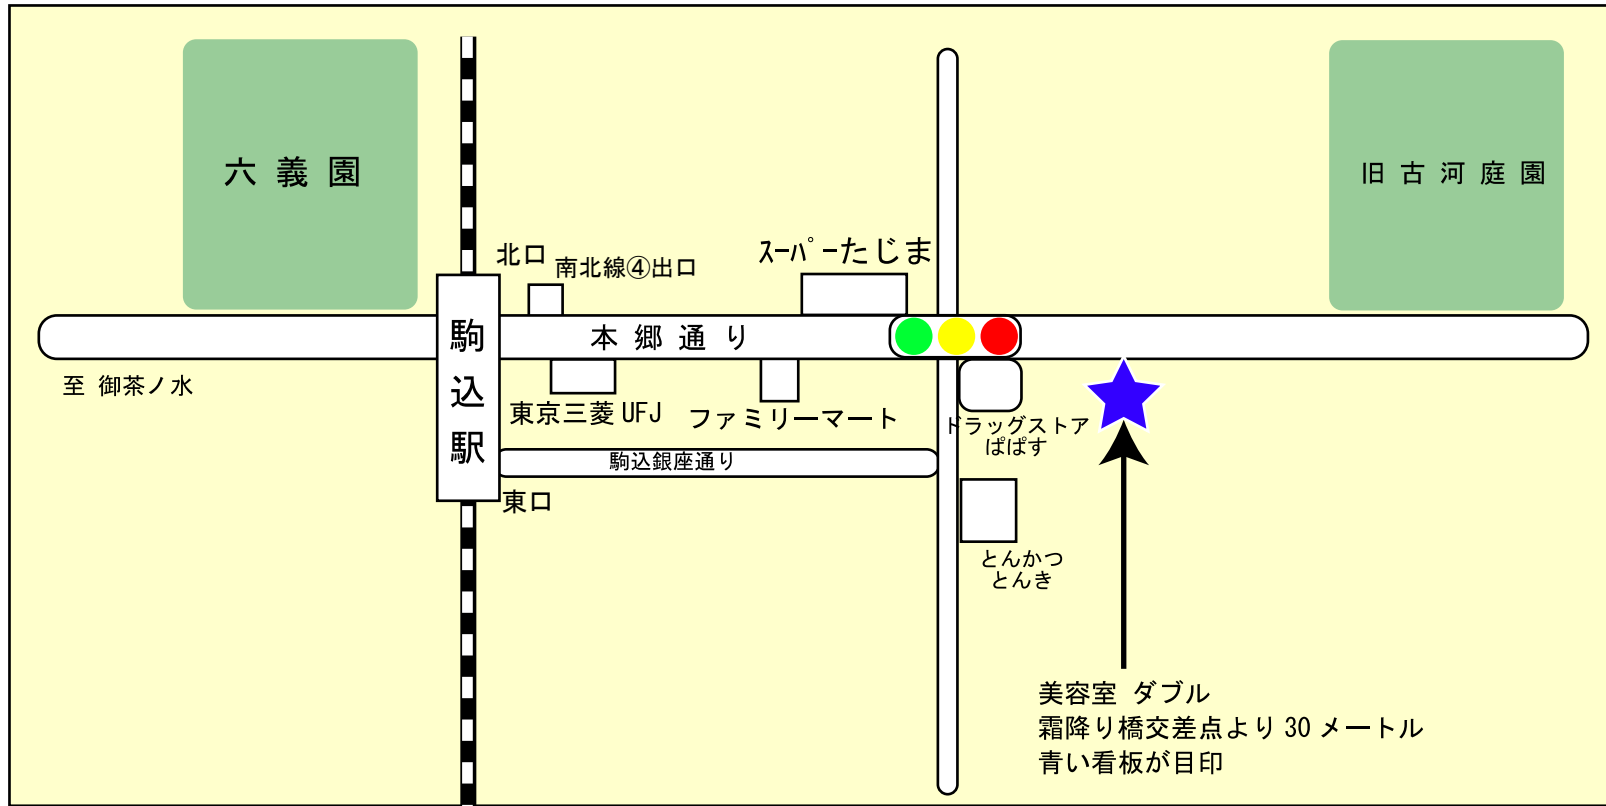 六義園
旧古河庭園
北口
南北線④出口
ｽｰﾊﾟｰたじま
駒込駅
本郷通り
至 御茶ノ水
東京三菱UFJ
ファミリーマート
ドラッグストア
ぱぱす
駒込銀座通り
東口
とんかつ
とんき
美容室 ダブル
霜降り橋交差点より30メートル
青い看板が目印